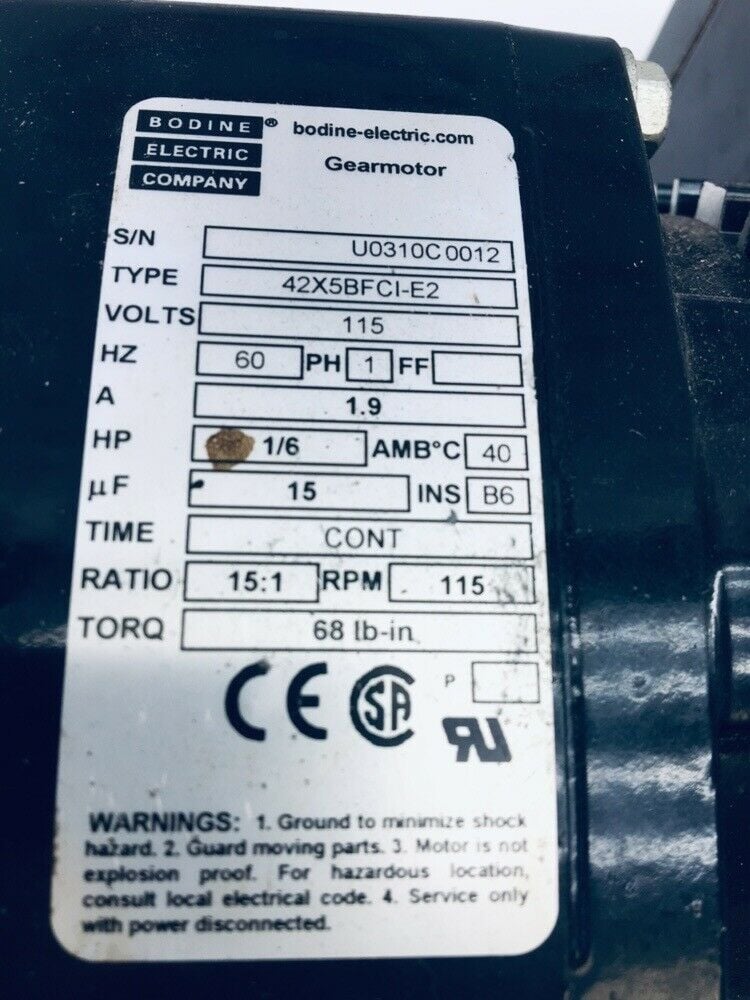 BODINE ® bodine-electric.com
ELECTRIC
COMPANY
Gearmotor
S/N U0310C0012
TYPE 42X5BFCI-E2
VOLTS 115
HZ 60 PH 1 FF
A 1.9
HP 1/6 AMB°C 40
µF 15 INS B6
TIME CONT
RATIO 15:1 RPM 115
TORQ 68 lb-in
CE SA P
RU
WARNINGS: 1. Ground to minimize shock
hazard. 2. Guard moving parts. 3. Motor is not
explosion proof. For hazardous location,
consult local electrical code. 4. Service only
with power disconnected.